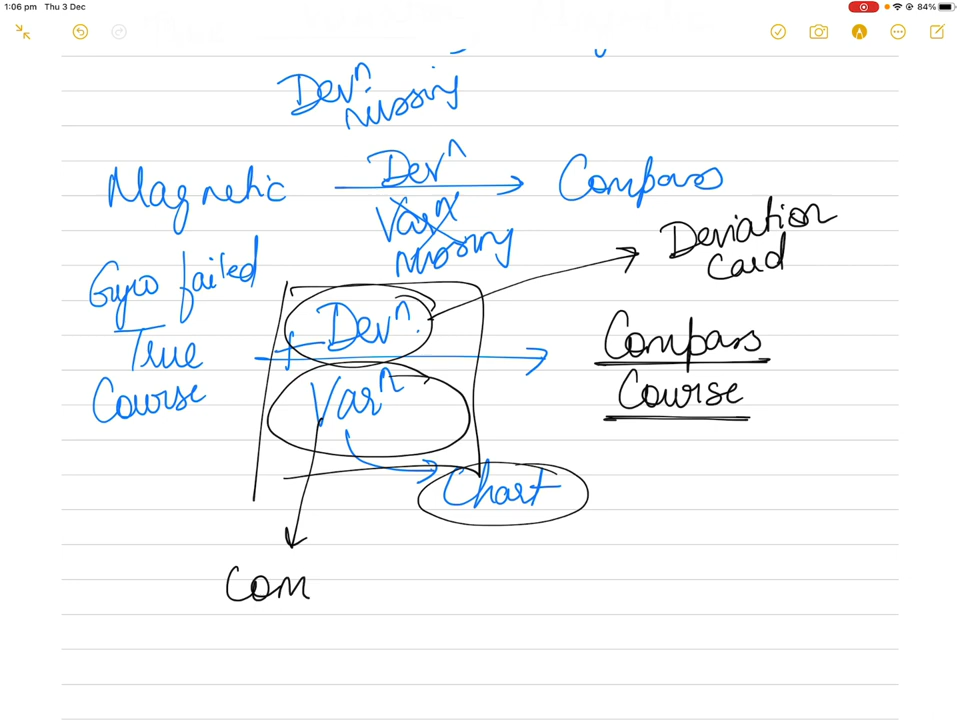 1:06 pm Thu 3 Dec
84%
Devⁿ
missing
Magnetic
Devⁿ
Compass
Varⁿ
missing
Deviation
card
Gyro failed
Devⁿ.
True
Compass
Course
Varⁿ
Course
Chart
Com